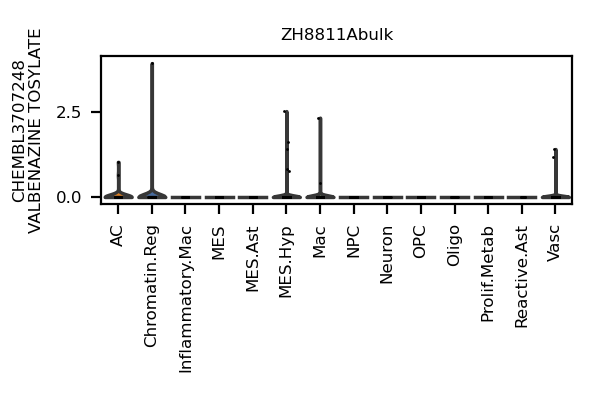 ZH8811Abulk
CHEMBL3707248
VALBENAZINE TOSYLATE
2.5
0.0
AC
Chromatin.Reg
Inflammatory.Mac
MES
MES.Ast
MES.Hyp
Mac
NPC
Neuron
OPC
Oligo
Prolif.Metab
Reactive.Ast
Vasc